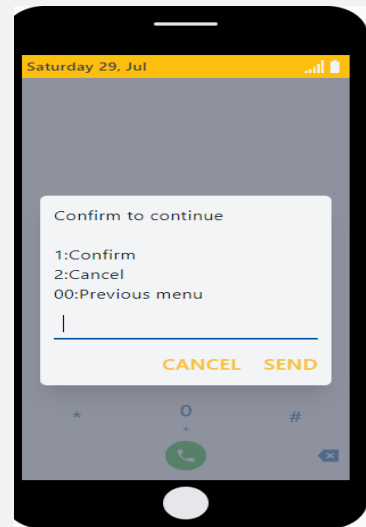 Saturday 29, Jul
Confirm to continue
1:Confirm
2:Cancel
00:Previous menu
CANCEL SEND
* 0 #
+